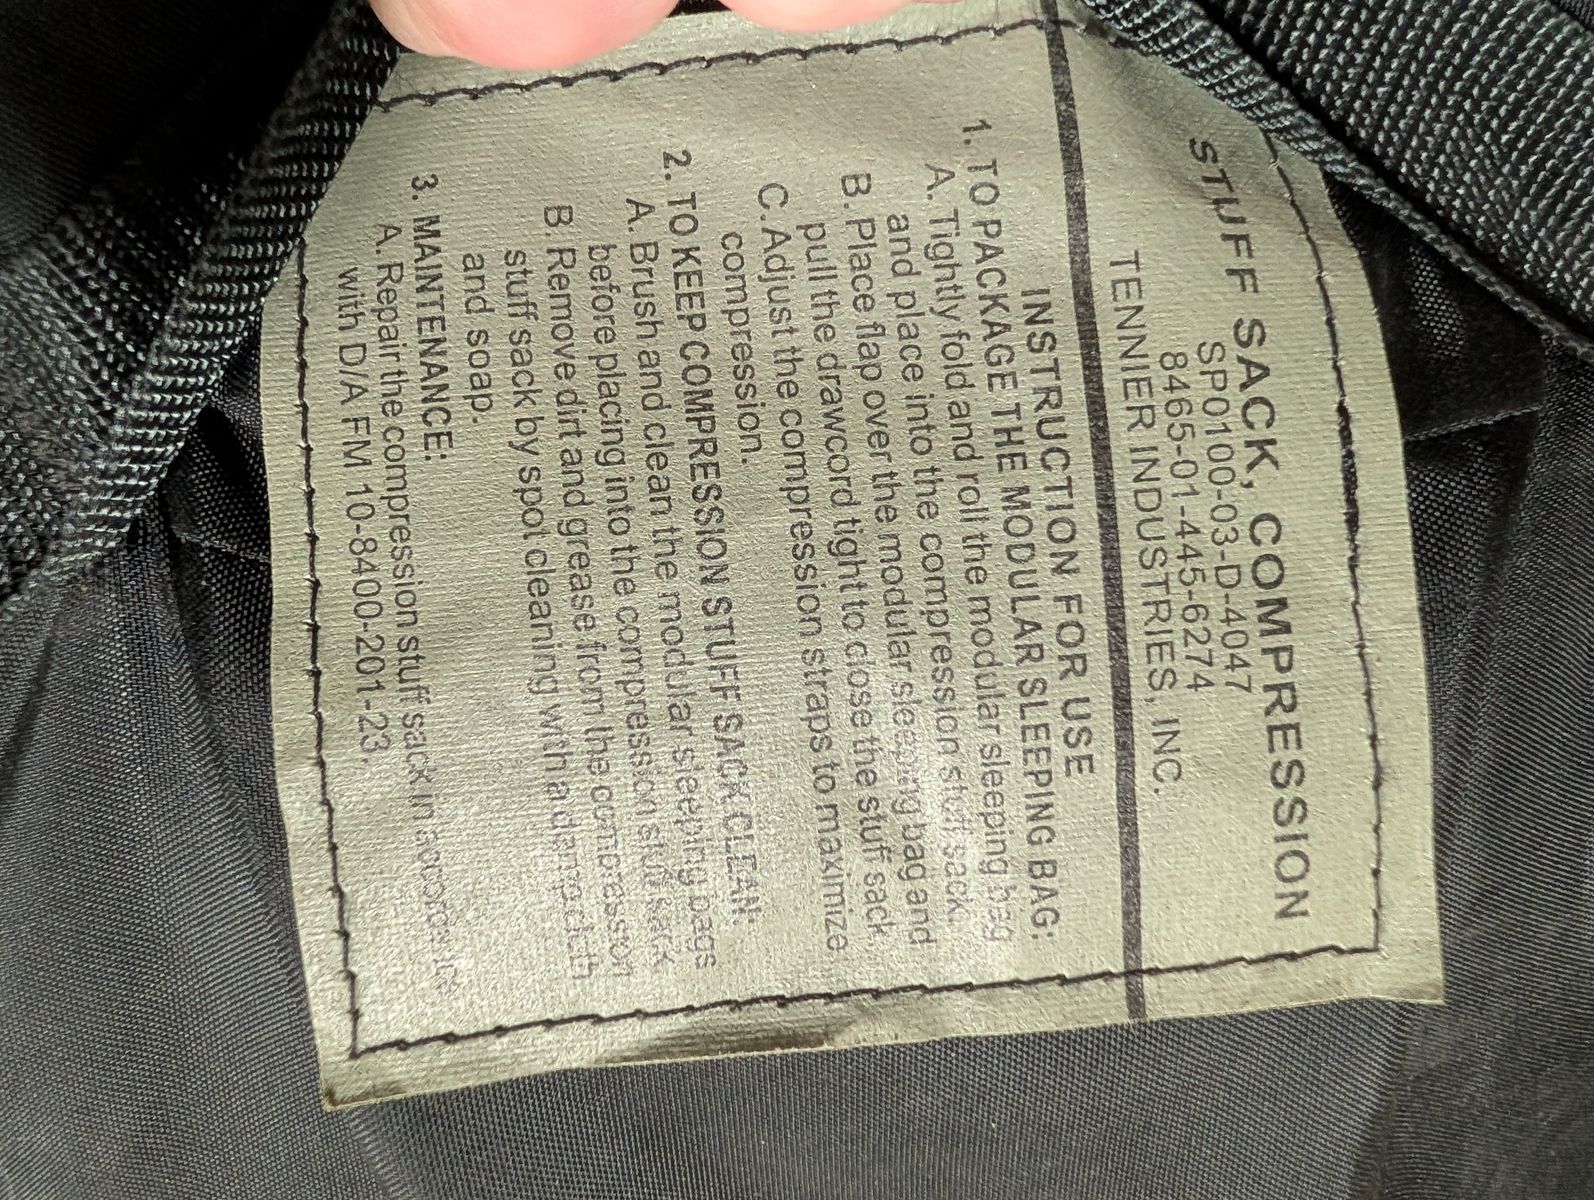 STUFF SACK, COMPRESSION
SP0100-03-D-4047
8465-01-445-6274
TENNIER INDUSTRIES, INC.
INSTRUCTION FOR USE
1. TO PACKAGE THE MODULAR SLEEPING BAG:
A. Tightly fold and roll the modular sleeping bag
and place into the compression stuff sack.
B. Place flap over the modular sleeping bag and
pull the drawcord tight to close the stuff sack.
C. Adjust the compression straps to maximize
compression.
2. TO KEEP COMPRESSION STUFF SACK CLEAN:
A. Brush and clean the modular sleeping bags
before placing into the compression stuff sack
B Remove dirt and grease from the compression
stuff sack by spot cleaning with a damp cloth
and soap.
3. MAINTENANCE:
A. Repair the compression stuff sack in accordance
with D/A FM 10-8400-201-23,